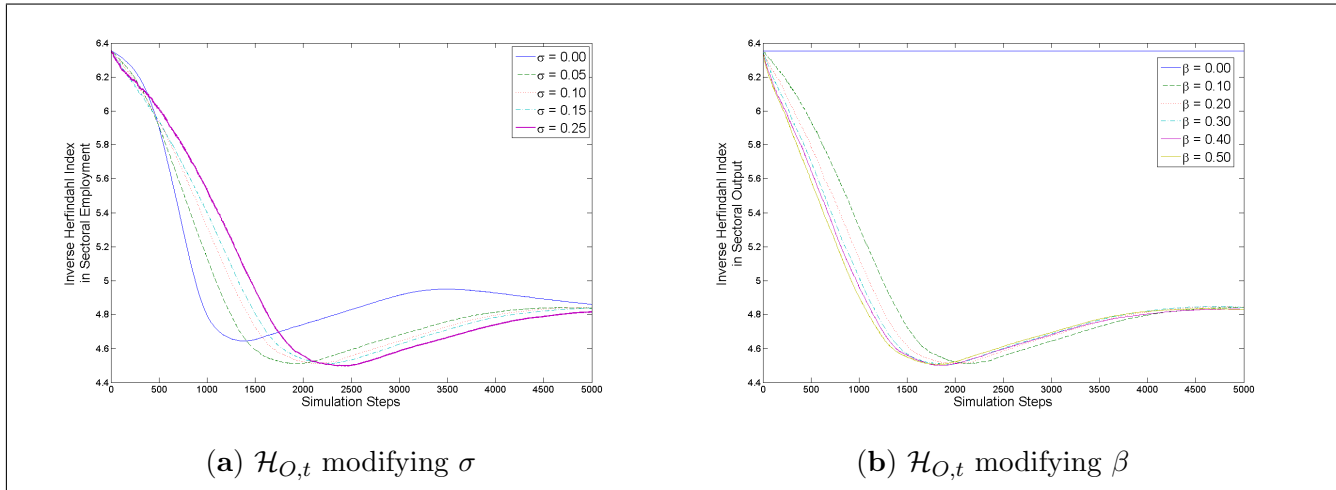 6.4
6.2
6
5.8
5.6
5.4
5.2
5
4.8
4.6
4.4
0 500 1000 1500 2000 2500 3000 3500 4000 4500 5000
Inverse Herfindahl Index
in Sectoral Employment
Simulation Steps
σ = 0.00
σ = 0.05
σ = 0.10
σ = 0.15
σ = 0.25
(a) ℋO,t modifying σ
6.4
6.2
6
5.8
5.6
5.4
5.2
5
4.8
4.6
4.4
0 500 1000 1500 2000 2500 3000 3500 4000 4500 5000
Inverse Herfindahl Index
in Sectoral Output
Simulation Steps
β = 0.00
β = 0.10
β = 0.20
β = 0.30
β = 0.40
β = 0.50
(b) ℋO,t modifying β